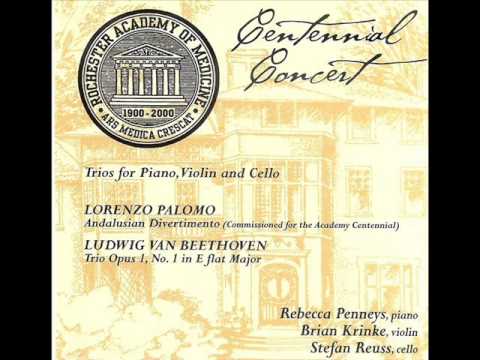 ROCHESTER ACADEMY OF MEDICINE
1900 - 2000
• ARS MEDICA CRESCAT •
Centennial
Concert
Trios for Piano, Violin and Cello
LORENZO PALOMO
Andalusian Divertimento (Commissioned for the Academy Centennial)
LUDWIG VAN BEETHOVEN
Trio Opus 1, No. 1 in E flat Major
Rebecca Penneys, piano
Brian Krinke, violin
Stefan Reuss, cello